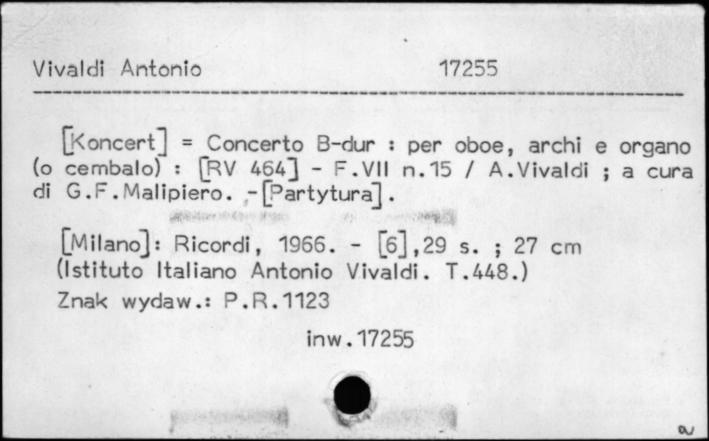 Vivaldi Antonio 17255
[Koncert] = Concerto B-dur : per oboe, archi e organo
(o cembalo) : [RV 464] - F.VII n.15 / A.Vivaldi ; a cura
di G.F.Malipiero. -[Partytura].
[Milano]: Ricordi, 1966. - [6],29 s. ; 27 cm
(Istituto Italiano Antonio Vivaldi. T.448.)
Znak wydaw.: P.R.1123
inw.17255